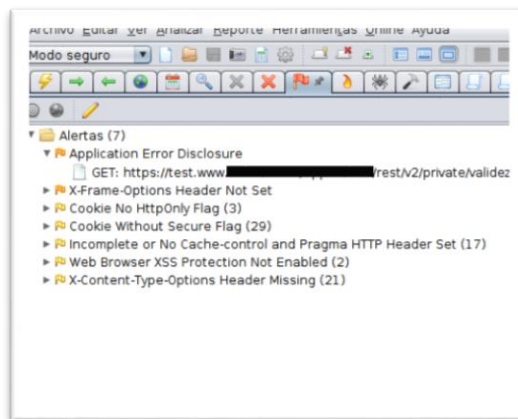 Archivo Editar Ver Analizar Reporte Herramientas Online Ayuda
Modo seguro
Alertas (7)
Application Error Disclosure
GET: https://test.www. /rest/v2/private/validez
X-Frame-Options Header Not Set
Cookie No HttpOnly Flag (3)
Cookie Without Secure Flag (29)
Incomplete or No Cache-control and Pragma HTTP Header Set (17)
Web Browser XSS Protection Not Enabled (2)
X-Content-Type-Options Header Missing (21)